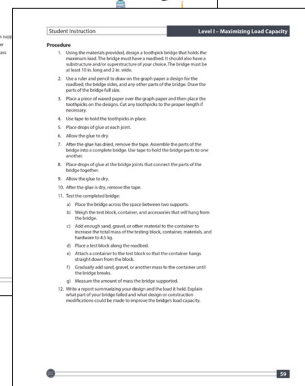 Student Instruction
Level I – Maximizing Load Capacity
Procedure
1. Using the materials provided, design a toothpick bridge that holds the
maximum load. The bridge must have a roadbed. It should also have a
substructure and/or superstructure of your choice. The bridge must be
at least 10 in. long and 2 in. wide.
2. Use a ruler and pencil to draw on the graph paper a design for the
roadbed, the bridge sides, and any other parts of the bridge. Draw the
parts of the bridge full size.
3. Place a piece of waxed paper over the graph paper and then place the
toothpicks on the designs. Cut any toothpicks to the proper length if
necessary.
4. Use tape to hold the toothpicks in place.
5. Place drops of glue at each joint.
6. Allow the glue to dry.
7. After the glue has dried, remove the tape. Assemble the parts of the
bridge into a complete bridge. Use tape to hold the bridge parts to one
another.
8. Place drops of glue at the bridge joints that connect the parts of the
bridge together.
9. Allow the glue to dry.
10. After the glue is dry, remove the tape.
11. Test the completed bridge:
a) Place the bridge across the space between two supports.
b) Weigh the test block, container, and accessories that will hang from
the bridge.
c) Add enough sand, gravel, or other material to the container to
increase the total mass of the testing block, container, materials, and
hardware to 4.5 kg.
d) Place a test block along the roadbed.
e) Attach a container to the test block so that the container hangs
straight down from the block.
f) Gradually add sand, gravel, or another mass to the container until
the bridge breaks.
g) Measure the amount of mass the bridge supported.
12. Write a report summarizing your design and the load it held. Explain
what part of your bridge failed and what design or construction
modifications could be made to improve the bridge's load capacity.
59